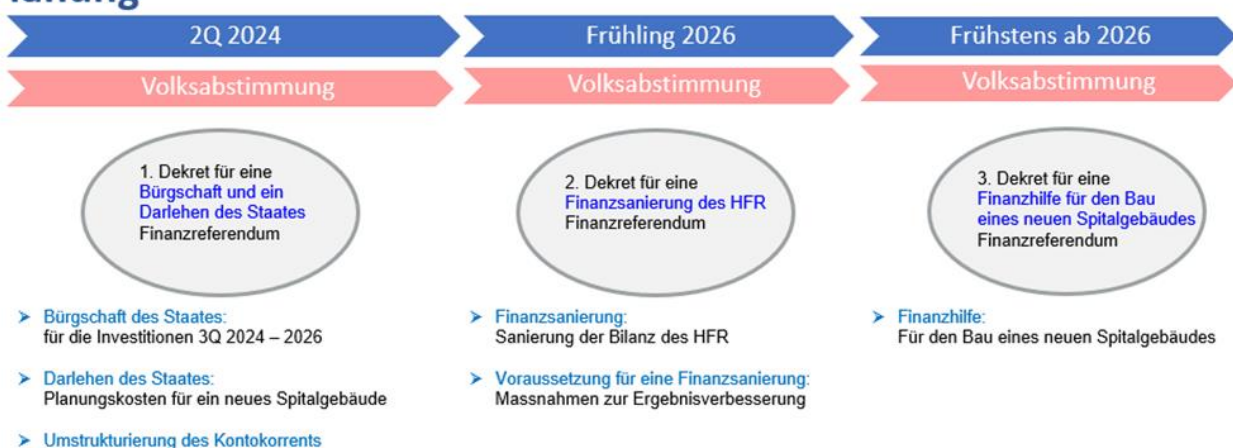 2Q 2024
Frühling 2026
Frühstens ab 2026
Volksabstimmung
Volksabstimmung
Volksabstimmung
1. Dekret für eine
Bürgschaft und ein
Darlehen des Staates
Finanzreferendum
2. Dekret für eine
Finanzsanierung des HFR
Finanzreferendum
3. Dekret für eine
Finanzhilfe für den Bau
eines neuen Spitalgebäudes
Finanzreferendum
➤ Bürgschaft des Staates:
für die Investitionen 3Q 2024 – 2026
➤ Darlehen des Staates:
Planungskosten für ein neues Spitalgebäude
➤ Umstrukturierung des Kontokorrents
➤ Finanzsanierung:
Sanierung der Bilanz des HFR
➤ Voraussetzung für eine Finanzsanierung:
Massnahmen zur Ergebnisverbesserung
➤ Finanzhilfe:
Für den Bau eines neuen Spitalgebäudes